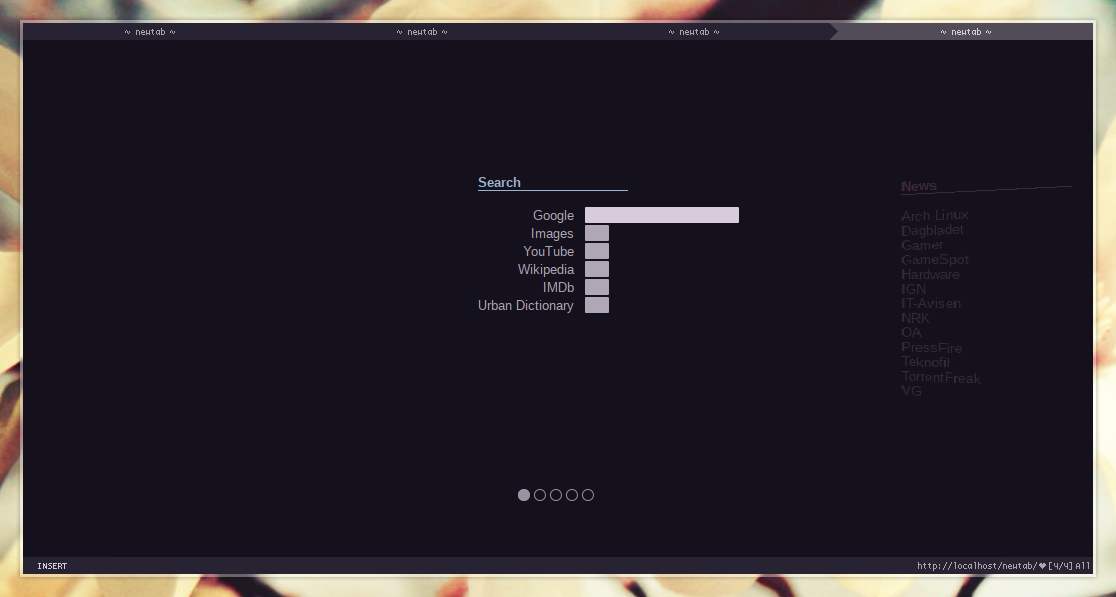 ~ newtab ~ ~ newtab ~ ~ newtab ~ ~ newtab ~
Search
Google
Images
YouTube
Wikipedia
IMDb
Urban Dictionary
News
Arch Linux
Dagbladet
Gamer
GameSpot
Hardware
IGN
IT-Avisen
NRK
OA
PressFire
Teknofil
TorrentFreak
VG
INSERT http://localhost/newtab/♥[4/4]All